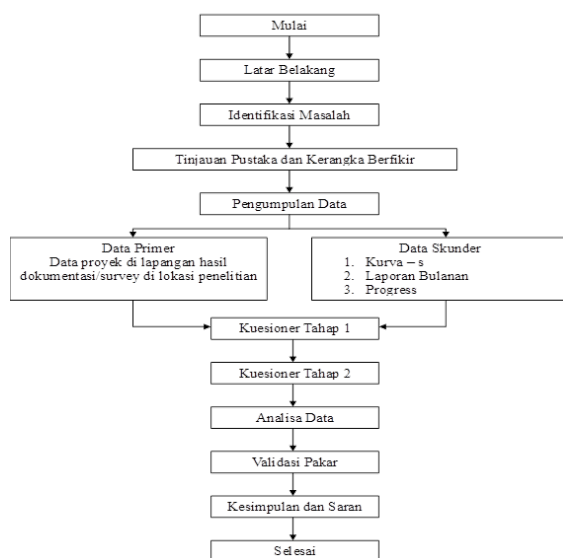 Mulai
Latar Belakang
Identifikasi Masalah
Tinjauan Pustaka dan Kerangka Berfikir
Pengumpulan Data
Data Primer
Data proyek di lapangan hasil
dokumentasi/survey di lokasi penelitian
Data Skunder
1. Kurva – s
2. Laporan Bulanan
3. Progress
Kuesioner Tahap 1
Kuesioner Tahap 2
Analisa Data
Validasi Pakar
Kesimpulan dan Saran
Selesai